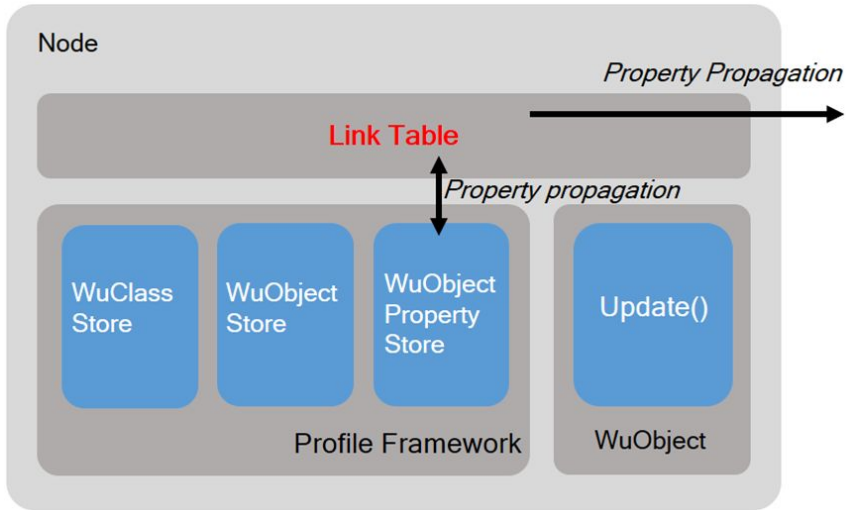 Node
Property Propagation
Link Table
Property propagation
WuClass
Store
WuObject
Store
WuObject
Property
Store
Update()
Profile Framework
WuObject